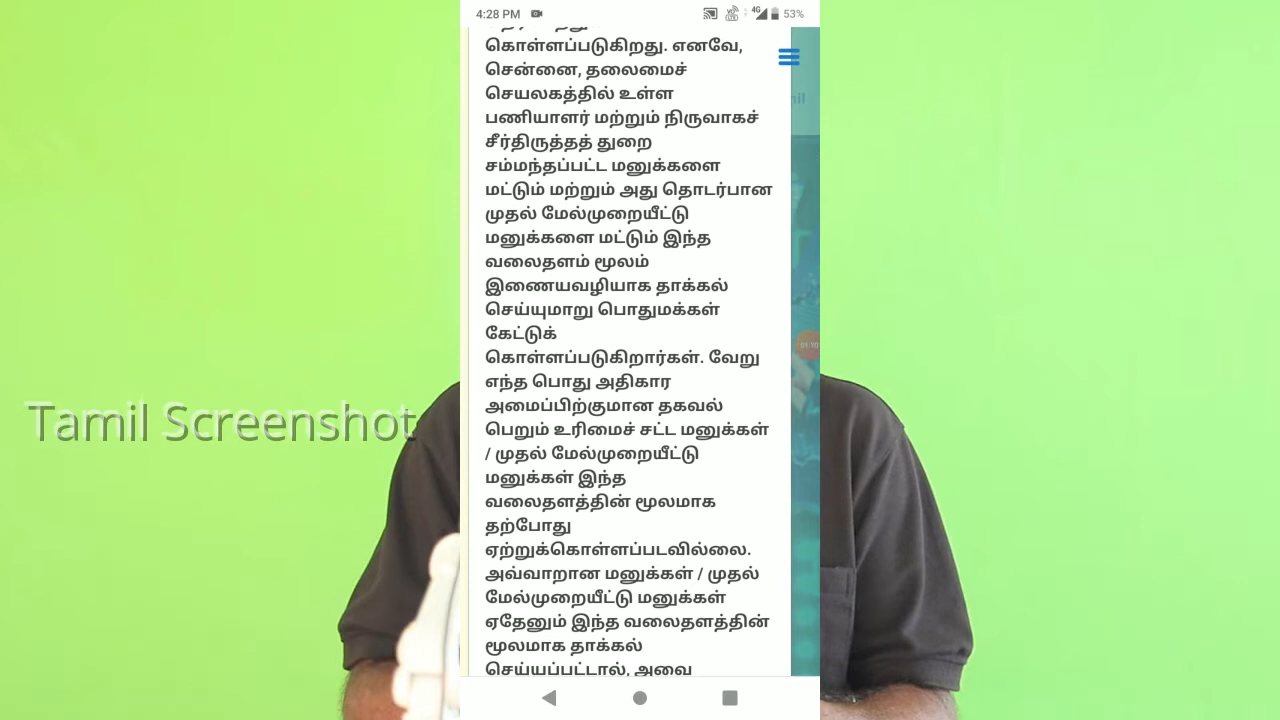 4:28 PM
4G
53%
கொள்ளப்படுகிறது. எனவே,
சென்னை, தலைமைச்
செயலகத்தில் உள்ள
பணியாளர் மற்றும் நிருவாகச்
சீர்திருத்தத் துறை
சம்மந்தப்பட்ட மனுக்களை
மட்டும் மற்றும் அது தொடர்பான
முதல் மேல்முறையீட்டு
மனுக்களை மட்டும் இந்த
வலைதளம் மூலம்
இணையவழியாக தாக்கல்
செய்யுமாறு பொதுமக்கள்
கேட்டுக்
கொள்ளப்படுகிறார்கள். வேறு
எந்த பொது அதிகார
அமைப்பிற்குமான தகவல்
பெறும் உரிமைச் சட்ட மனுக்கள்
/ முதல் மேல்முறையீட்டு
மனுக்கள் இந்த
வலைதளத்தின் மூலமாக
தற்போது
ஏற்றுக்கொள்ளப்படவில்லை.
அவ்வாறான மனுக்கள் / முதல்
மேல்முறையீட்டு மனுக்கள்
ஏதேனும் இந்த வலைதளத்தின்
மூலமாக தாக்கல்
செய்யப்பட்டால், அவை
01:10
Tamil Screenshot